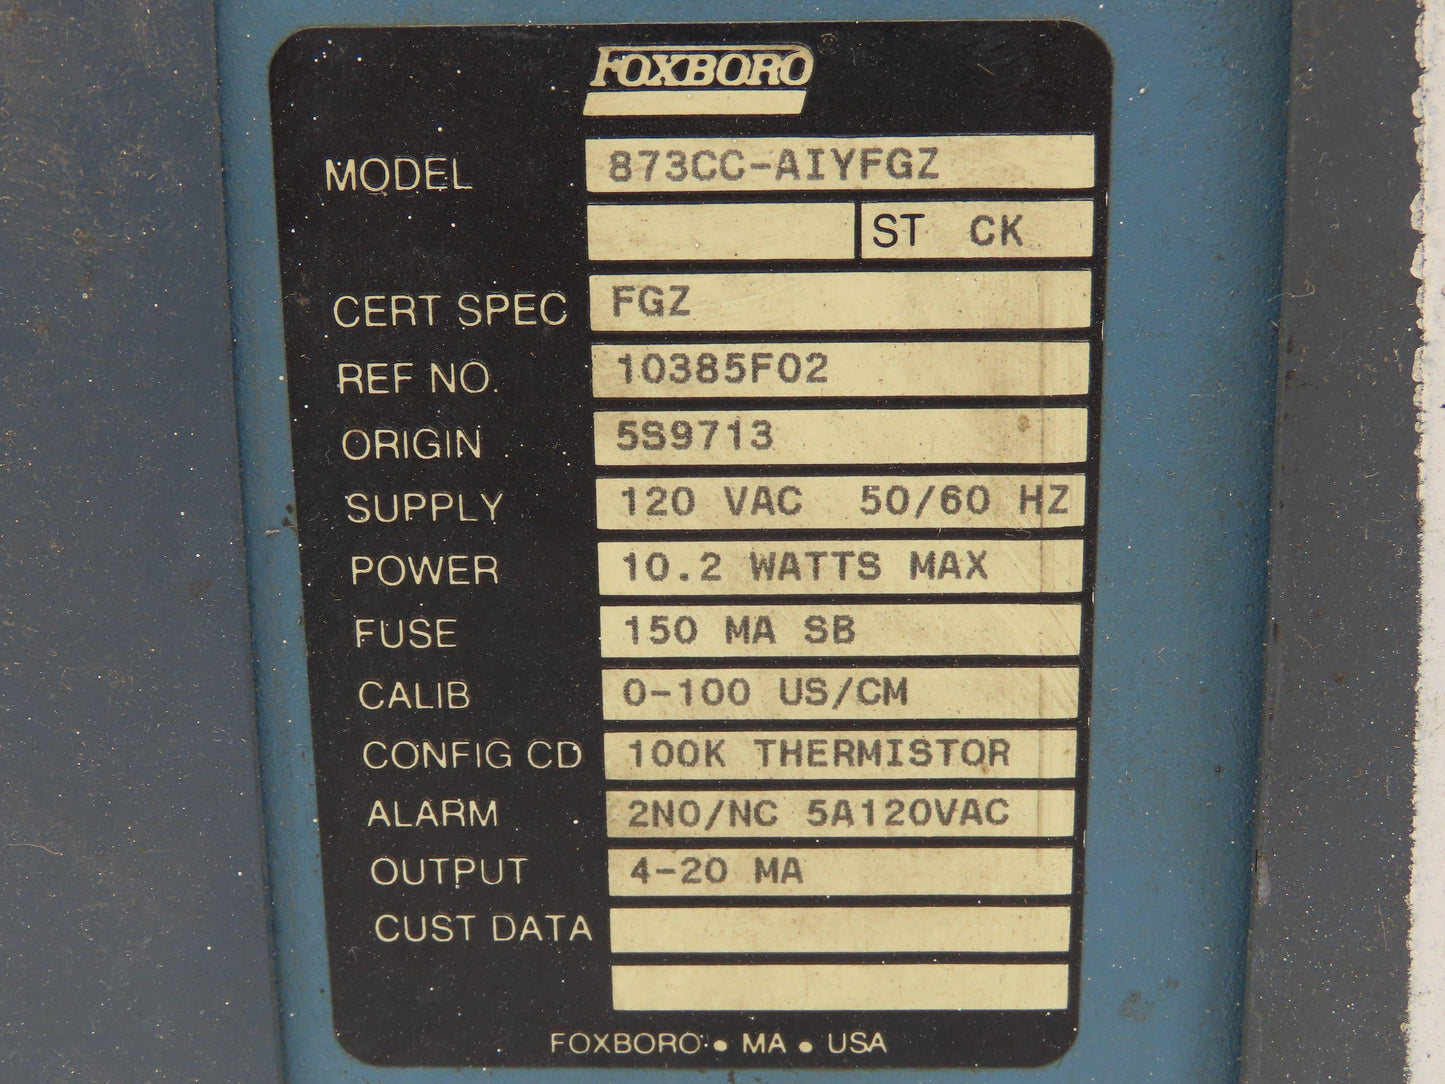 FOXBORO
MODEL 873CC-AIYFGZ
ST CK
CERT SPEC FGZ
REF NO. 10385F02
ORIGIN 5S9713
SUPPLY 120 VAC 50/60 HZ
POWER 10.2 WATTS MAX
FUSE 150 MA SB
CALIB 0-100 US/CM
CONFIG CD 100K THERMISTOR
ALARM 2NO/NC 5A120VAC
OUTPUT 4-20 MA
CUST DATA
FOXBORO • MA • USA